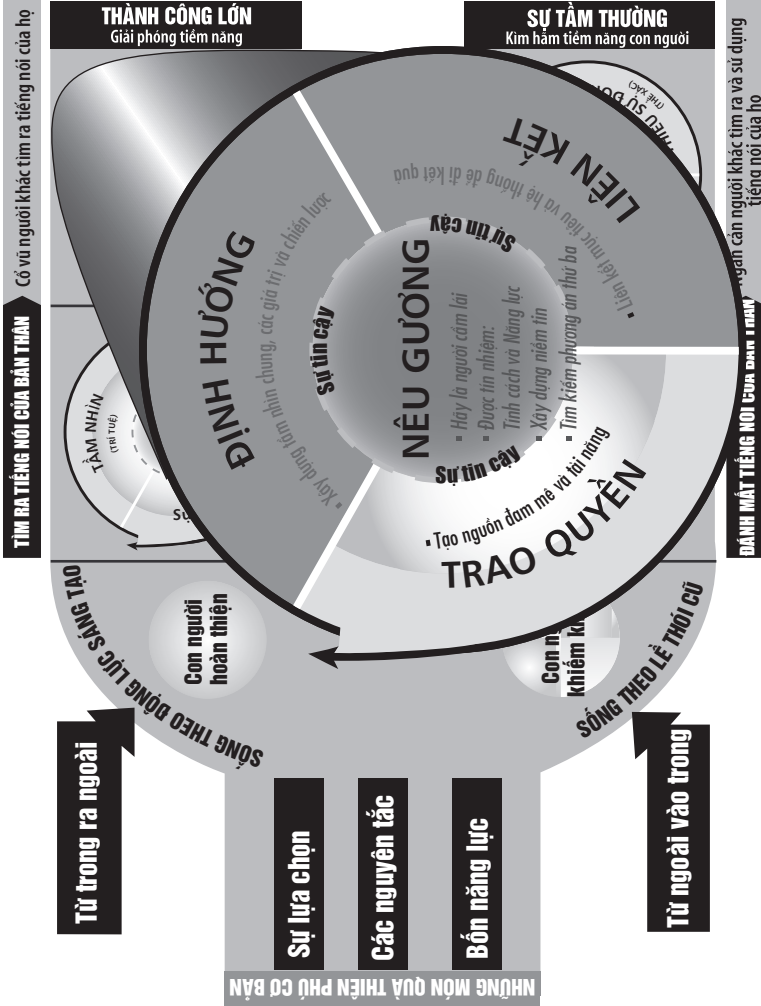 THÀNH CÔNG LỚN
Giải phóng tiềm năng
SỰ TẦM THƯỜNG
Kìm hãm tiềm năng con người
Cổ vũ người khác tìm ra tiếng nói của họ
TÌM RA TIẾNG NÓI CỦA BẢN THÂN
Ngăn cản người khác tìm ra và sử dụng
tiếng nói của họ
ĐÁNH MẤT TIẾNG NÓI CỦA BẢN THÂN
(THỂ XÁC)
TẦM NHÌN
(TRÍ TUỆ)
LIÊN KẾT
▪ Liên kết mục tiêu và hệ thống để đi kết quả
ĐỊNH HƯỚNG
▪ Xây dựng tầm nhìn chung, các giá trị và chiến lược
TRAO QUYỀN
▪ Tạo nguồn đam mê và tài năng
Sự tin cậy
Sự tin cậy
Sự tin cậy
NÊU GƯƠNG
▪ Hãy là người cầm lái
▪ Được tín nhiệm:
Tính cách và Năng lực
▪ Xây dựng niềm tin
▪ Tìm kiếm phương án thứ ba
SỐNG THEO ĐỘNG LỰC SÁNG TẠO
Con người
hoàn thiện
SỐNG THEO LỀ THÓI CŨ
Con
khiếm
Từ trong ra ngoài
Sự lựa chọn
Các nguyên tắc
Bốn năng lực
Từ ngoài vào trong
NHỮNG MÓN QUÀ THIÊN PHÚ CƠ BẢN